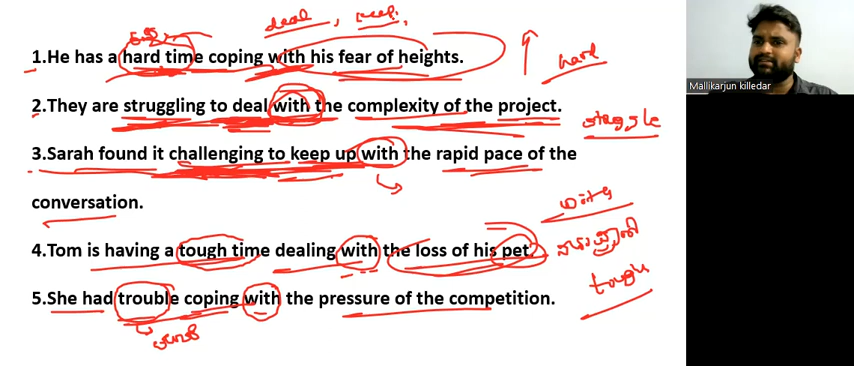 deal, meet,
1.He has a hard time coping with his fear of heights.
hard
2.They are struggling to deal with the complexity of the project.
struggle
3.Sarah found it challenging to keep up with the rapid pace of the
conversation.
with
4.Tom is having a tough time dealing with the loss of his pet.
tough
5.She had trouble coping with the pressure of the competition.
Mallikarjun killedar